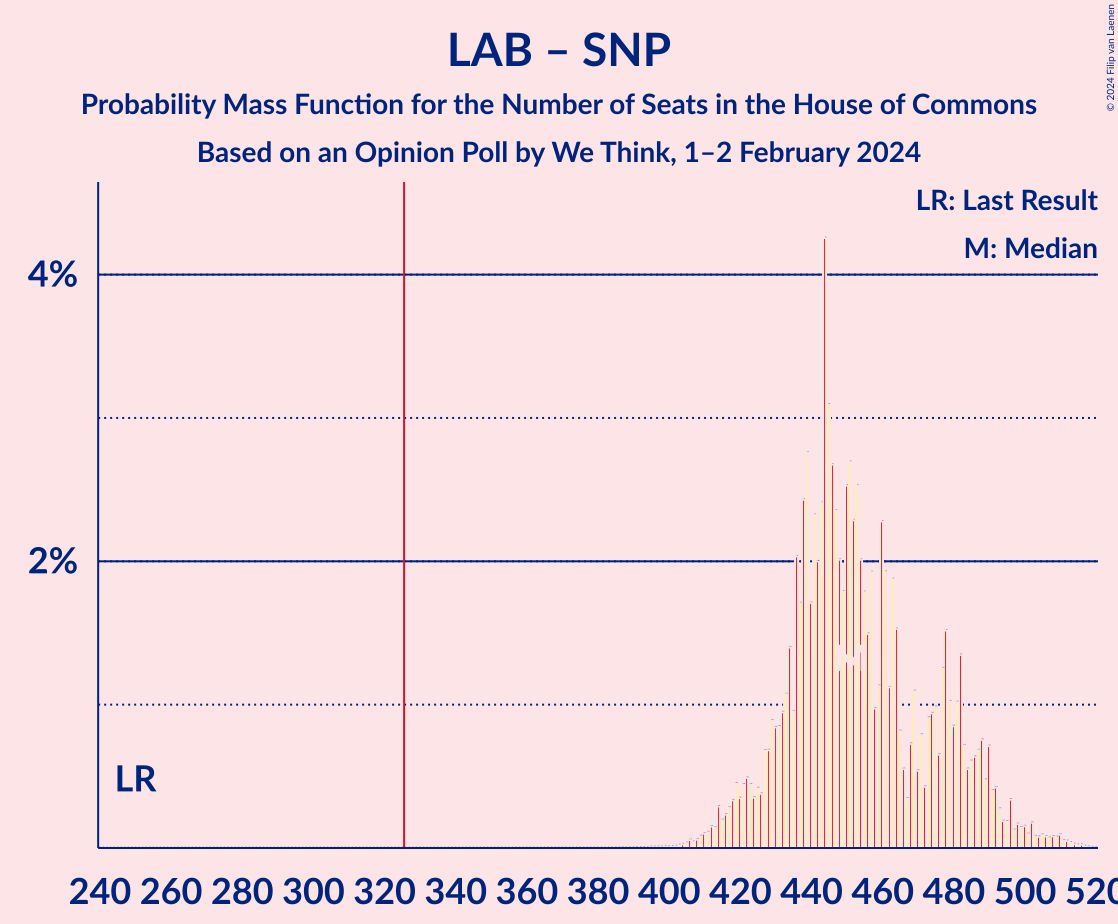 LAB – SNP
Probability Mass Function for the Number of Seats in the House of Commons
Based on an Opinion Poll by We Think, 1–2 February 2024
© 2024 Filip van Laenen
LR: Last Result
M: Median
4%
2%
LR
240 260 280 300 320 340 360 380 400 420 440 460 480 500 520